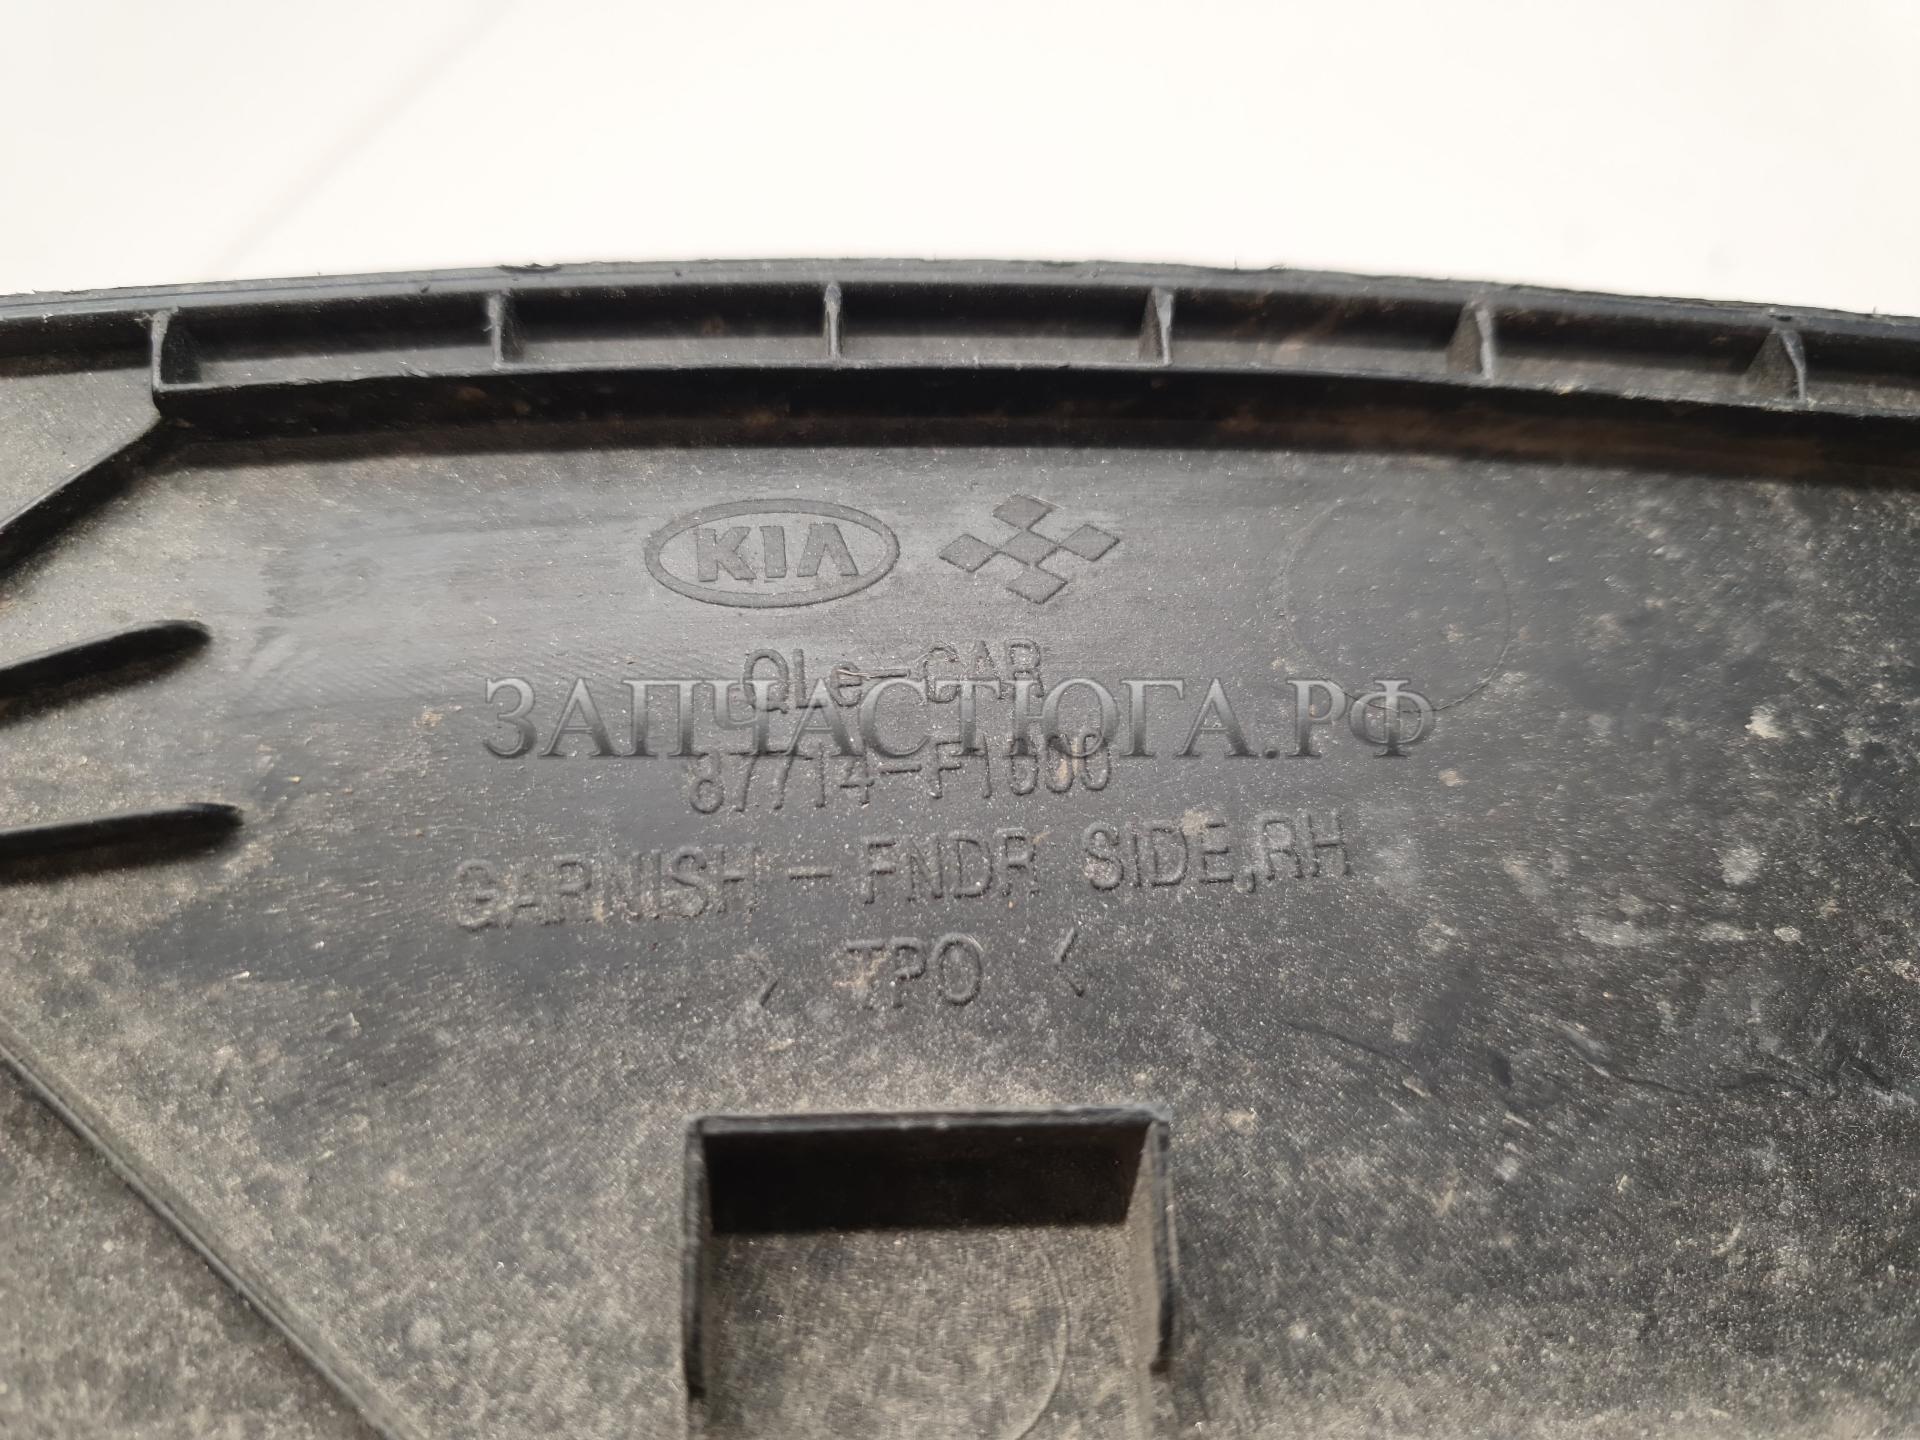 KIA
QLe-CAR
ЗАПЧАСТЮГА.РФ
87714-F1000
GARNISH - FNDR SIDE,RH
> TPO <